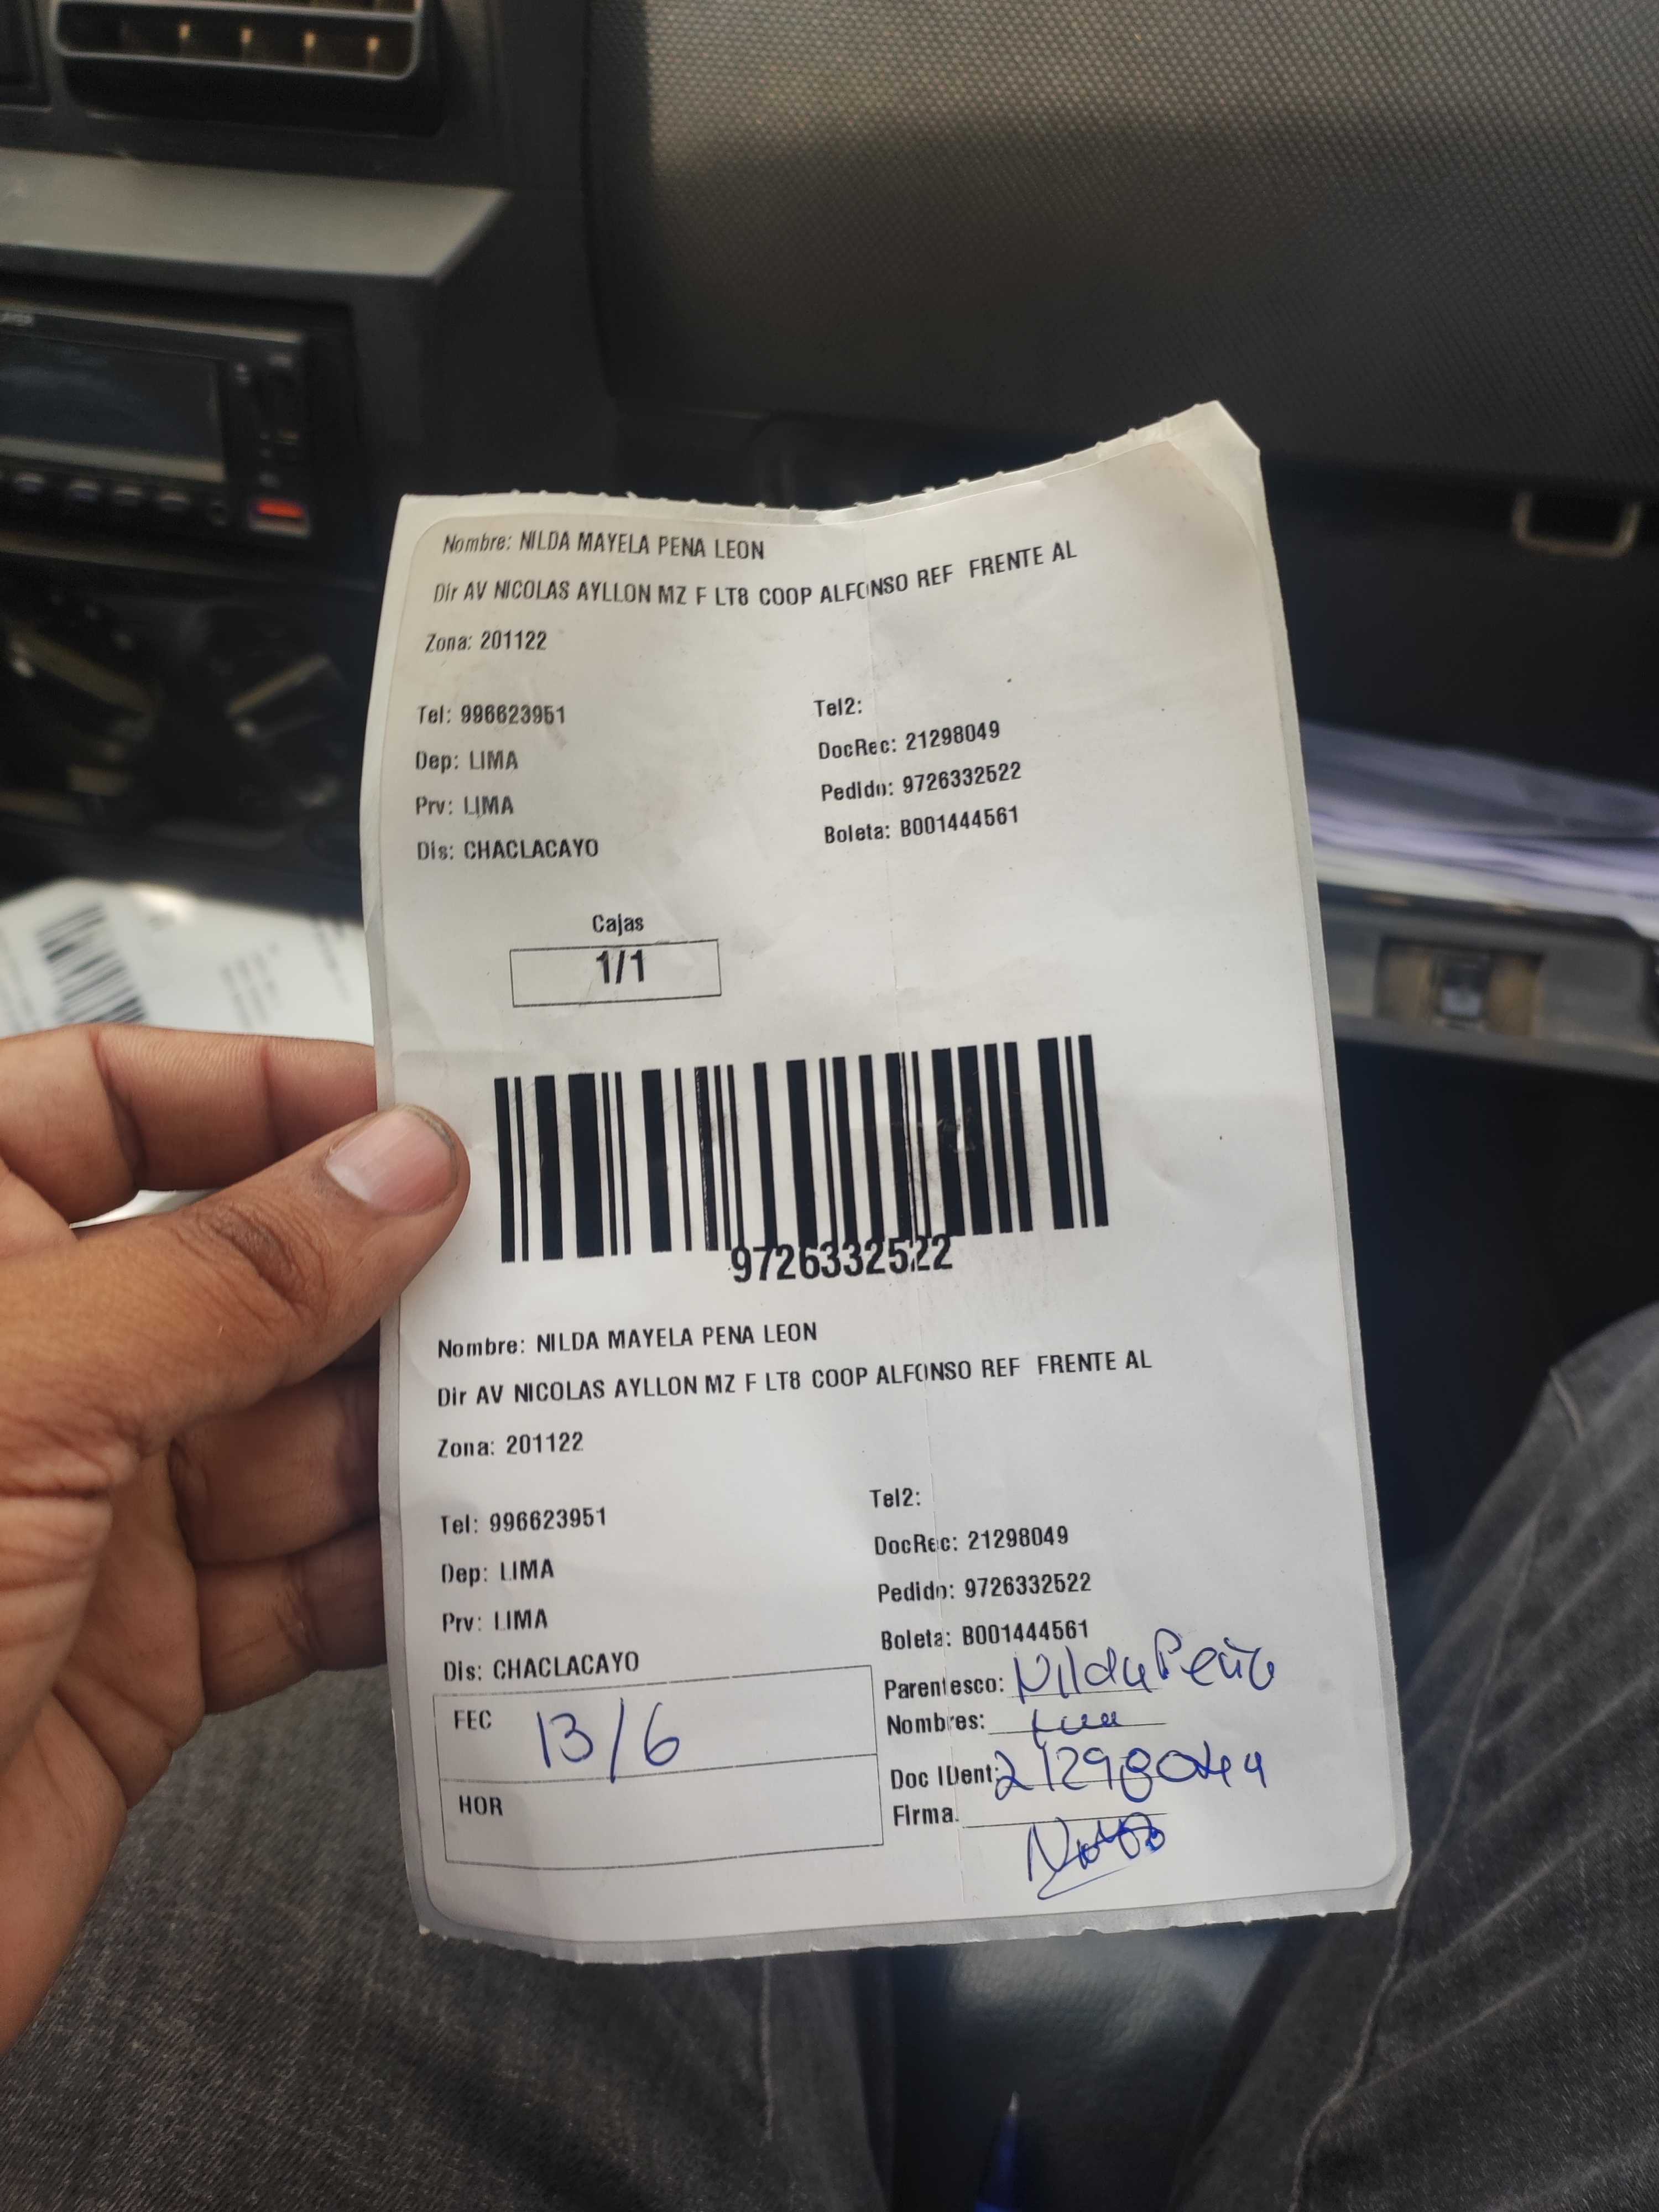 Nombre: NILDA MAYELA PENA LEON
Dir AV NICOLAS AYLLON MZ F LT8 COOP ALFONSO REF FRENTE AL
Zona: 201122
Tel: 996623951
Tel2:
Dep: LIMA
DocRec: 21298049
Prv: LIMA
Pedido: 9726332522
Dis: CHACLACAYO
Boleta: B001444561
Cajas
1/1
9726332522
Nombre: NILDA MAYELA PENA LEON
Dir AV NICOLAS AYLLON MZ F LT8 COOP ALFONSO REF FRENTE AL
Zona: 201122
Tel: 996623951
Tel2:
Dep: LIMA
DocRec: 21298049
Prv: LIMA
Pedido: 9726332522
Dis: CHACLACAYO
Boleta: B001444561
FEC 13/6
HOR
Parentesco: Nilda Peña
Nombres:
Doc IDent:
Firma.